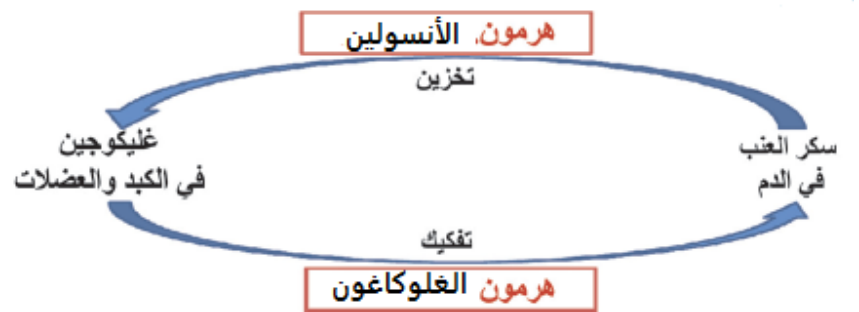 هرمون. الأنسولين
تخزين
سكر العنب
في الدم
غليكوجين
في الكبد والعضلات
تفكيك
هرمون الغلوكاغون